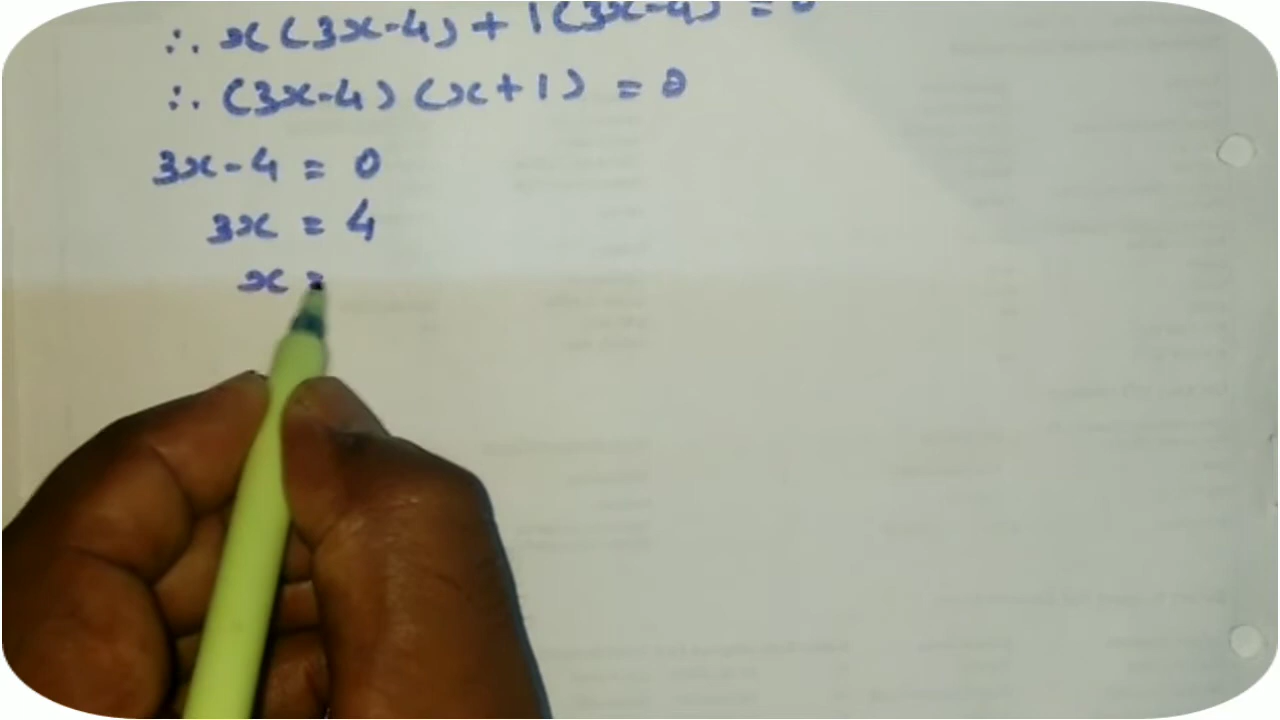 ∴ x(3x-4)+1(3x-4) = 0
∴ (3x-4) (x+1) = 0
3x-4 = 0
3x = 4
x =